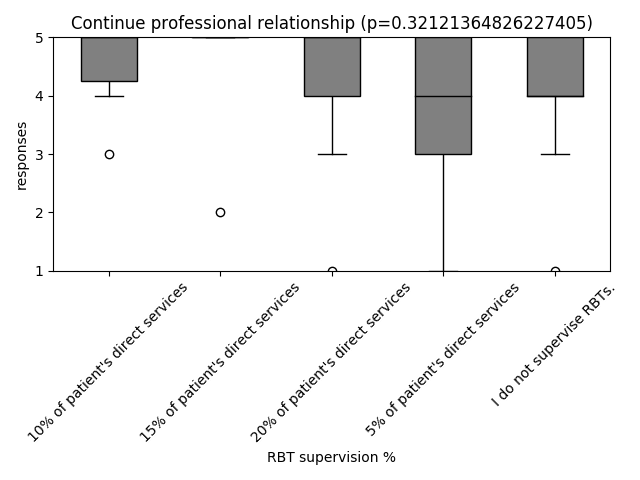 Continue professional relationship (p=0.32121364826227405)
responses
5
4
3
2
1
10% of patient's direct services
15% of patient's direct services
20% of patient's direct services
5% of patient's direct services
I do not supervise RBTs.
RBT supervision %